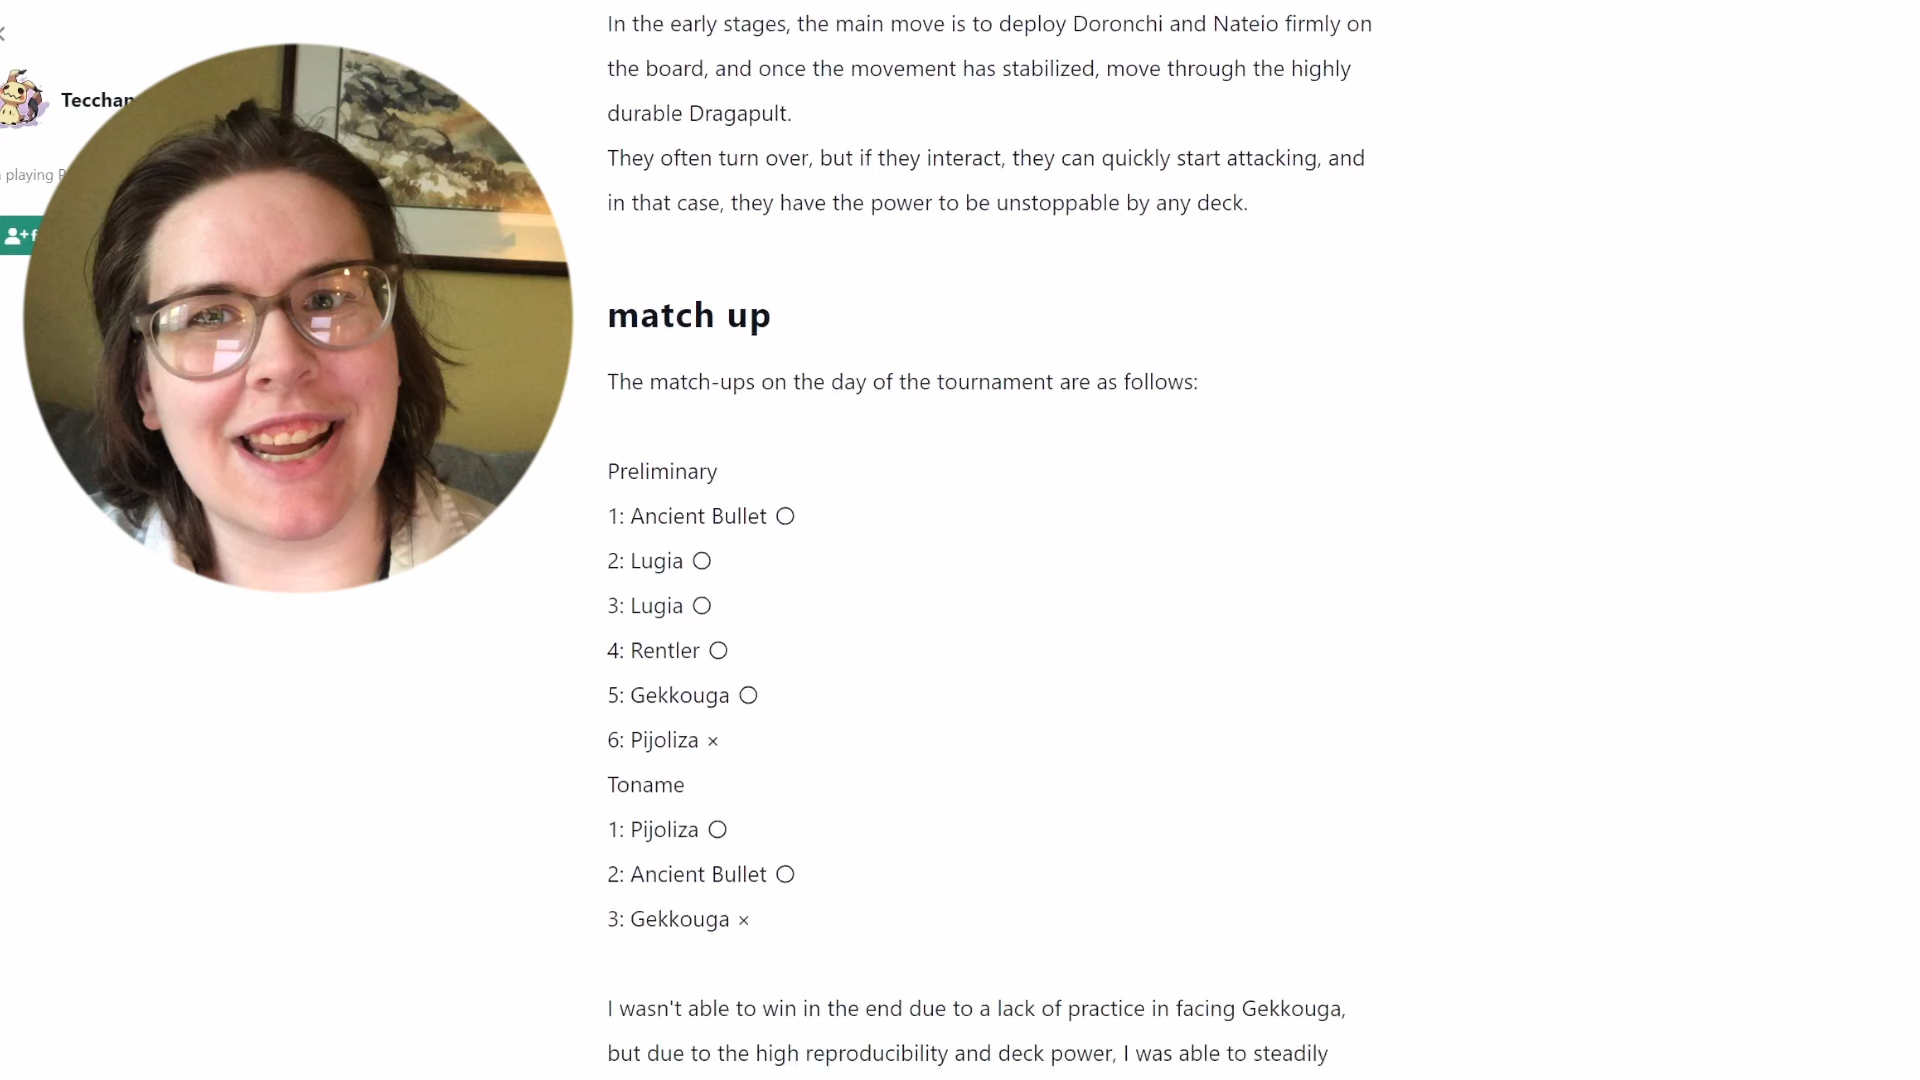 Tecchan
playing
In the early stages, the main move is to deploy Doronchi and Nateio firmly on
the board, and once the movement has stabilized, move through the highly
durable Dragapult.
They often turn over, but if they interact, they can quickly start attacking, and
in that case, they have the power to be unstoppable by any deck.
match up
The match-ups on the day of the tournament are as follows:
Preliminary
1: Ancient Bullet ○
2: Lugia ○
3: Lugia ○
4: Rentler ○
5: Gekkouga ○
6: Pijoliza ×
Toname
1: Pijoliza ○
2: Ancient Bullet ○
3: Gekkouga ×
I wasn't able to win in the end due to a lack of practice in facing Gekkouga,
but due to the high reproducibility and deck power, I was able to steadily